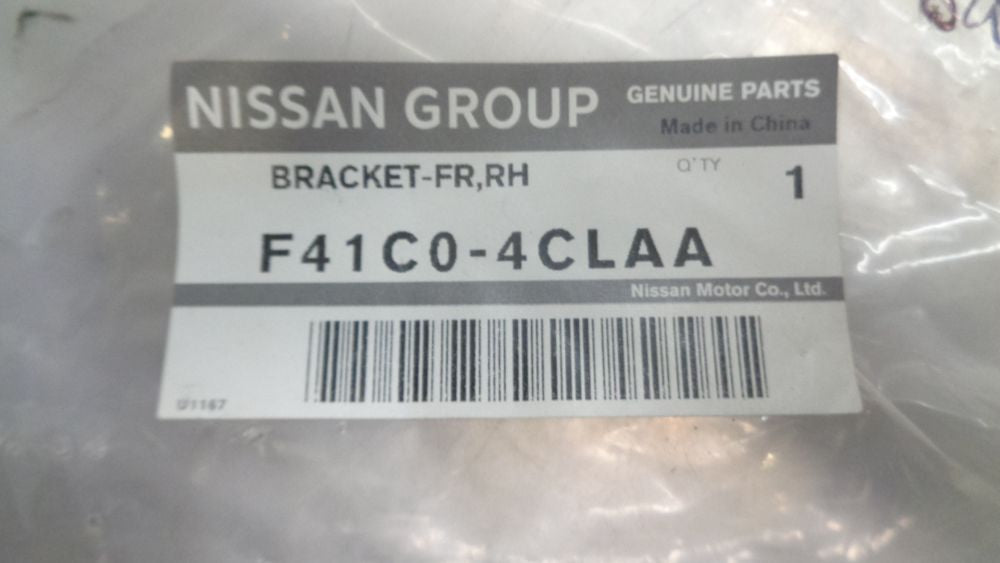 NISSAN GROUP
GENUINE PARTS
Made in China
BRACKET-FR,RH
Q'TY
1
F41C0-4CLAA
Nissan Motor Co., Ltd.